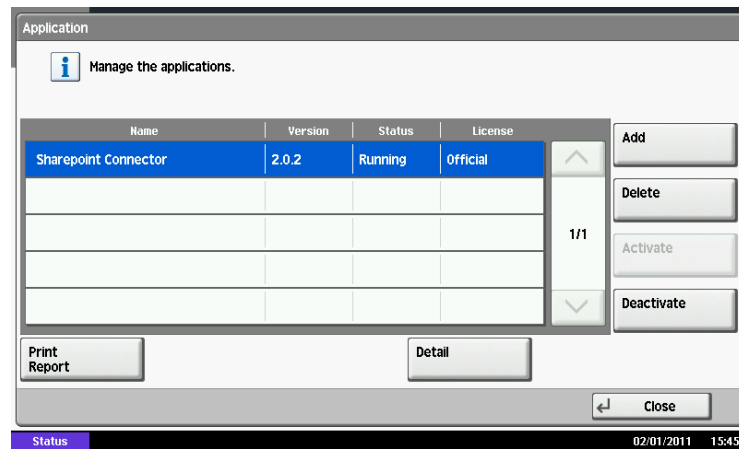 Application
Manage the applications.
Name Version Status License
Sharepoint Connector 2.0.2 Running Official
1/1
Add
Delete
Activate
Deactivate
Print
Report
Detail
Close
Status 02/01/2011 15:45